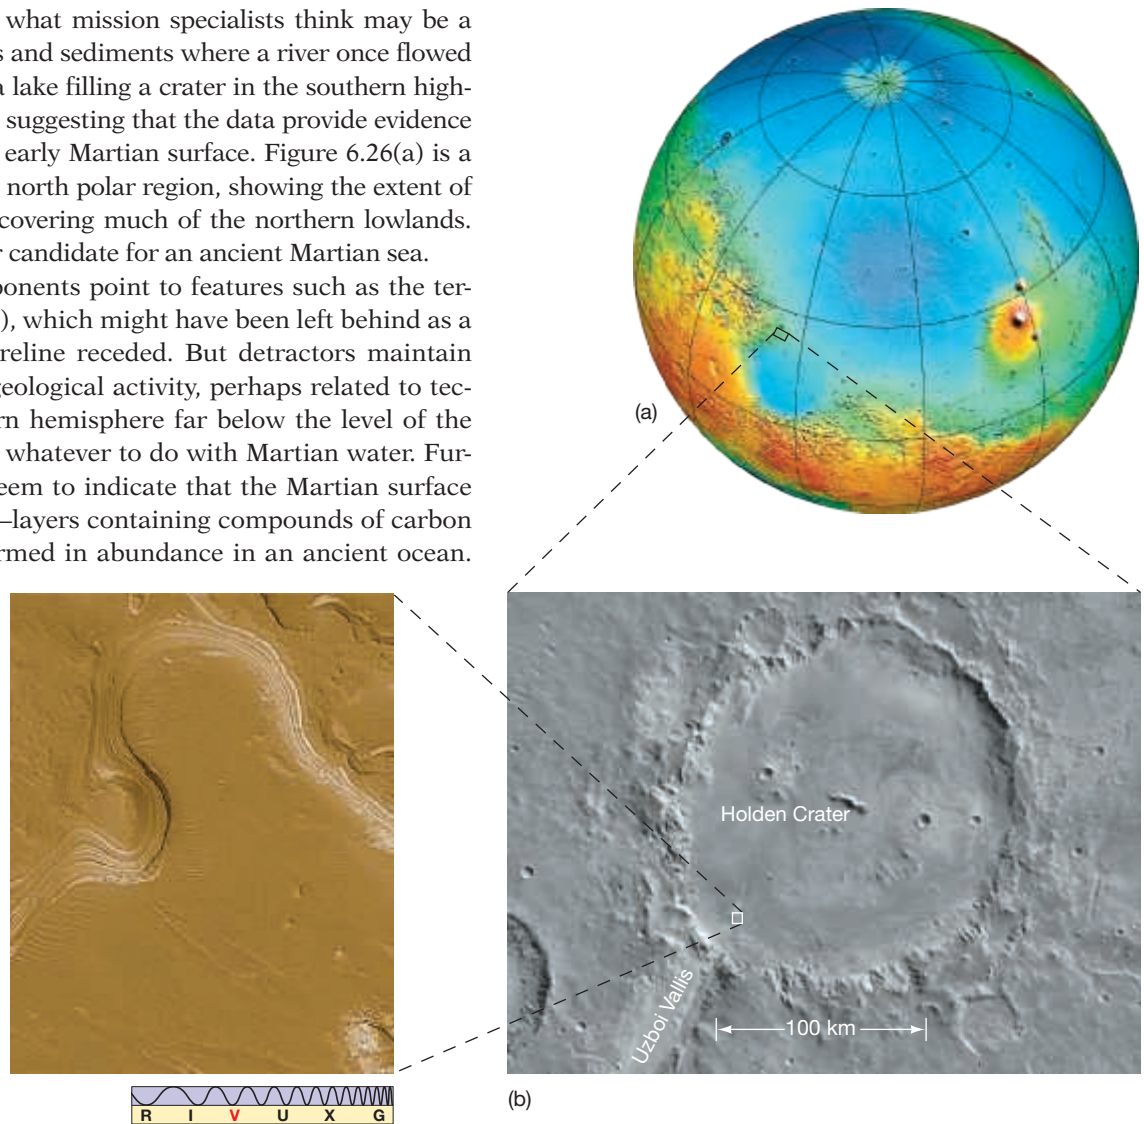 what mission specialists think may be a
s and sediments where a river once flowed
a lake filling a crater in the southern high-
suggesting that the data provide evidence
early Martian surface. Figure 6.26(a) is a
north polar region, showing the extent of
covering much of the northern lowlands.
r candidate for an ancient Martian sea.
ponents point to features such as the ter-
), which might have been left behind as a
reline receded. But detractors maintain
geological activity, perhaps related to tec-
rn hemisphere far below the level of the
whatever to do with Martian water. Fur-
eem to indicate that the Martian surface
—layers containing compounds of carbon
rmed in abundance in an ancient ocean.
(a)
Holden Crater
Uzboi Vallis
100 km
R I V U X G
(b)